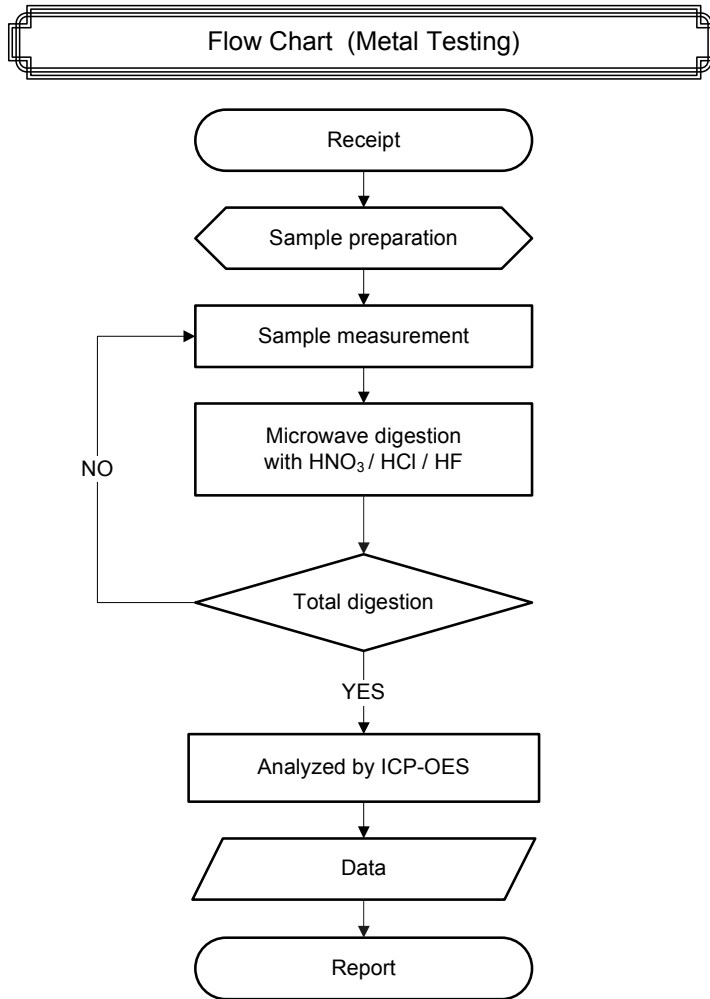 Flow Chart (Metal Testing)
Receipt
Sample preparation
Sample measurement
Microwave digestion
with HNO₃ / HCl / HF
NO
Total digestion
YES
Analyzed by ICP-OES
Data
Report